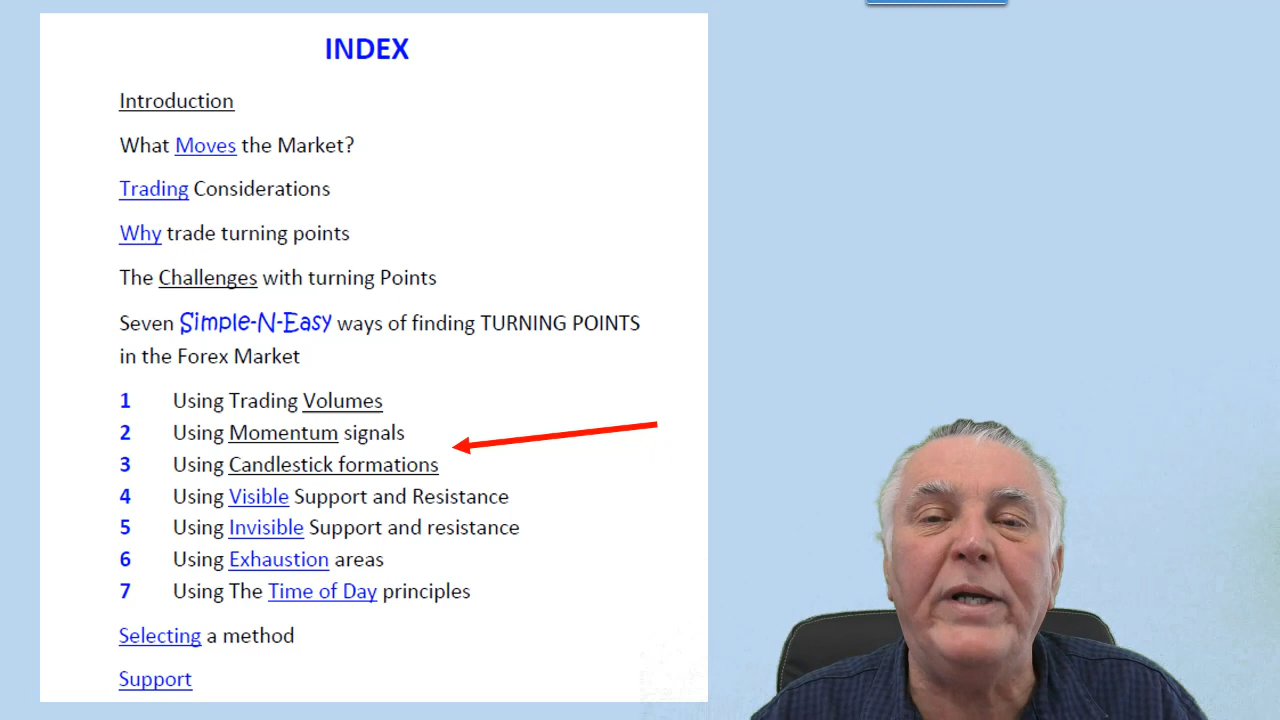 INDEX
Introduction
What Moves the Market?
Trading Considerations
Why trade turning points
The Challenges with turning Points
Seven Simple-N-Easy ways of finding TURNING POINTS
in the Forex Market
1 Using Trading Volumes
2 Using Momentum signals
3 Using Candlestick formations
4 Using Visible Support and Resistance
5 Using Invisible Support and resistance
6 Using Exhaustion areas
7 Using The Time of Day principles
Selecting a method
Support